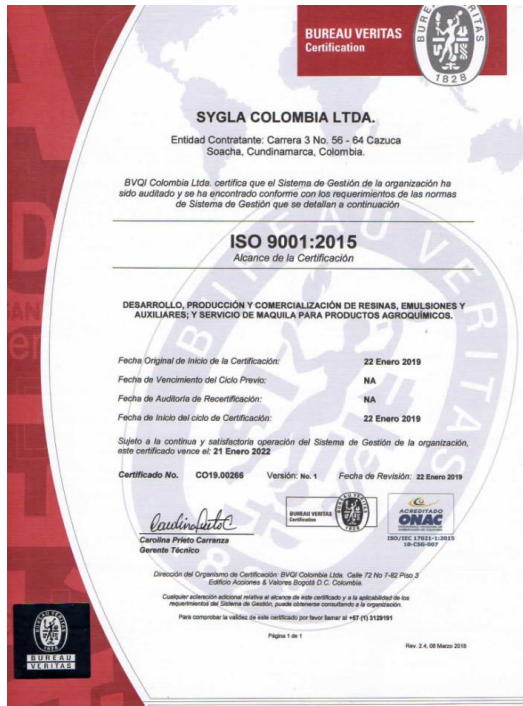 BUREAU VERITAS
Certification
BUREAU VERITAS
1828
SYGLA COLOMBIA LTDA.
Entidad Contratante: Carrera 3 No. 56 - 64 Cazuca
Soacha, Cundinamarca, Colombia.
BVQI Colombia Ltda. certifica que el Sistema de Gestión de la organización ha
sido auditado y se ha encontrado conforme con los requerimientos de las normas
de Sistema de Gestión que se detallan a continuación
ISO 9001:2015
Alcance de la Certificación
DESARROLLO, PRODUCCIÓN Y COMERCIALIZACIÓN DE RESINAS, EMULSIONES Y
AUXILIARES; Y SERVICIO DE MAQUILA PARA PRODUCTOS AGROQUÍMICOS.
Fecha Original de Inicio de la Certificación: 22 Enero 2019
Fecha de Vencimiento del Ciclo Previo: NA
Fecha de Auditoría de Recertificación: NA
Fecha de Inicio del ciclo de Certificación: 22 Enero 2019
Sujeto a la continua y satisfactoria operación del Sistema de Gestión de la organización,
este certificado vence el: 21 Enero 2022
Certificado No. CO19.00266 Versión: No. 1 Fecha de Revisión: 22 Enero 2019
BUREAU VERITAS
Certification
ACREDITADO
ONAC
ISO/IEC 17021-1:2015
10-CSG-007
Carolina Prieto Carranza
Gerente Técnico
Dirección del Organismo de Certificación: BVQI Colombia Ltda. Calle 72 No 7-82 Piso 3
Edificio Acciones & Valores Bogotá D.C. Colombia.
Cualquier aclaración adicional relativa al alcance de este certificado y a la aplicabilidad de los
requerimientos del Sistema de Gestión, puede obtenerse consultando a la organización.
Para comprobar la validez de este certificado por favor llamar al +57 (1) 3129191
Página 1 de 1
Rev. 2.4, 08 Marzo 2018
BUREAU
VERITAS